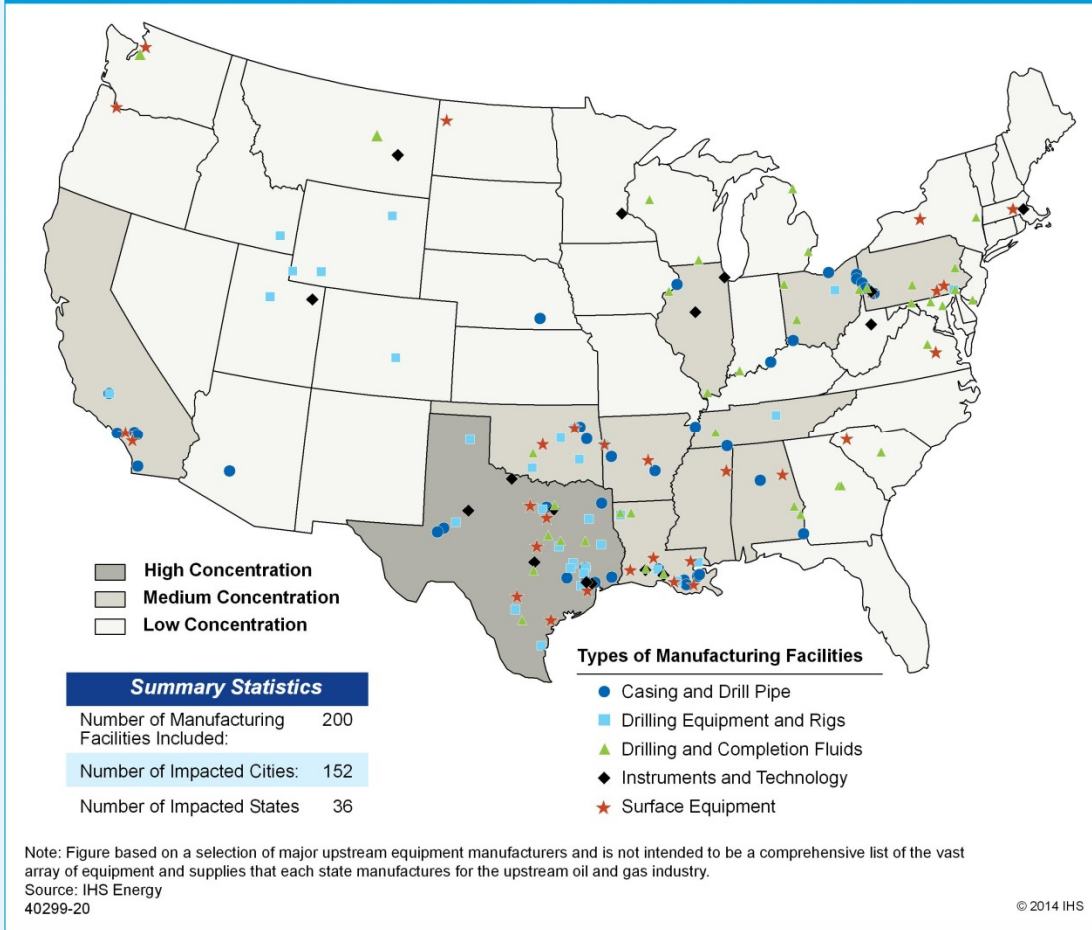 High Concentration
Medium Concentration
Low Concentration
Summary Statistics
Number of Manufacturing
Facilities Included:
200
Number of Impacted Cities: 152
Number of Impacted States 36
Types of Manufacturing Facilities
Casing and Drill Pipe
Drilling Equipment and Rigs
Drilling and Completion Fluids
Instruments and Technology
Surface Equipment
Note: Figure based on a selection of major upstream equipment manufacturers and is not intended to be a comprehensive list of the vast
array of equipment and supplies that each state manufactures for the upstream oil and gas industry.
Source: IHS Energy
40299-20
© 2014 IHS